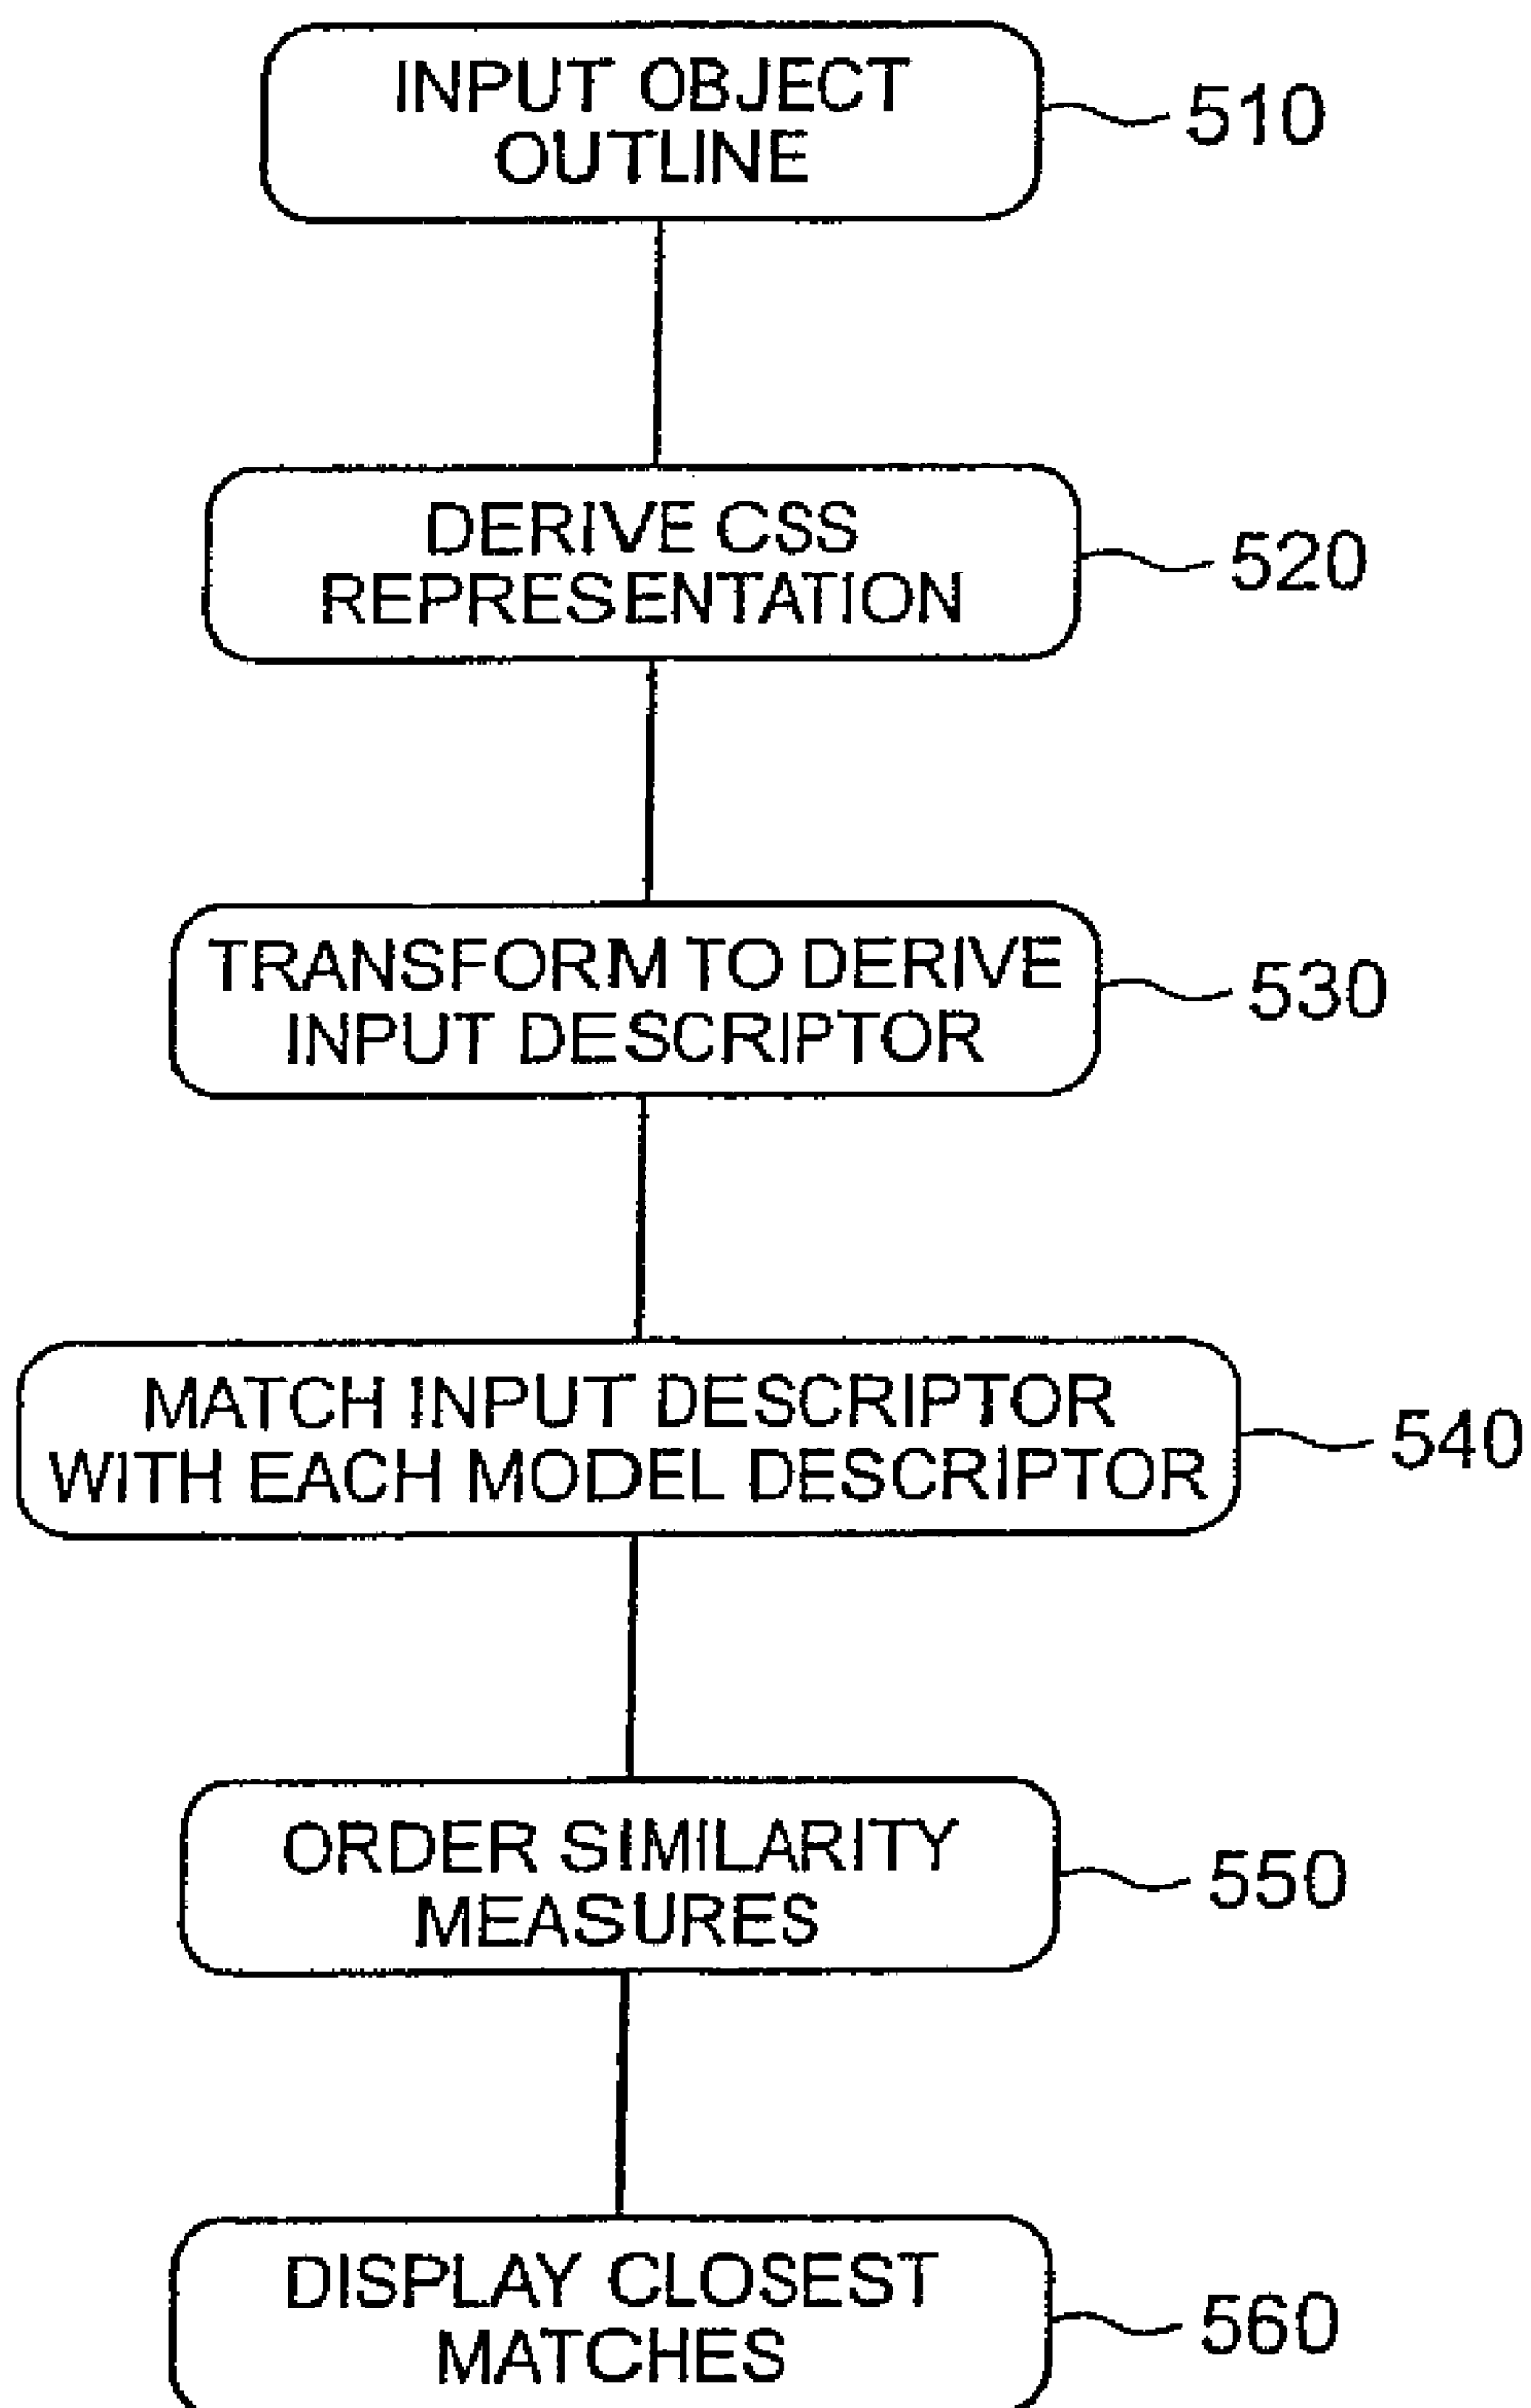 INPUT OBJECT
OUTLINE
510
DERIVE CSS
REPRESENTATION
520
TRANSFORM TO DERIVE
INPUT DESCRIPTOR
530
MATCH INPUT DESCRIPTOR
WITH EACH MODEL DESCRIPTOR
540
ORDER SIMILARITY
MEASURES
550
DISPLAY CLOSEST
MATCHES
560